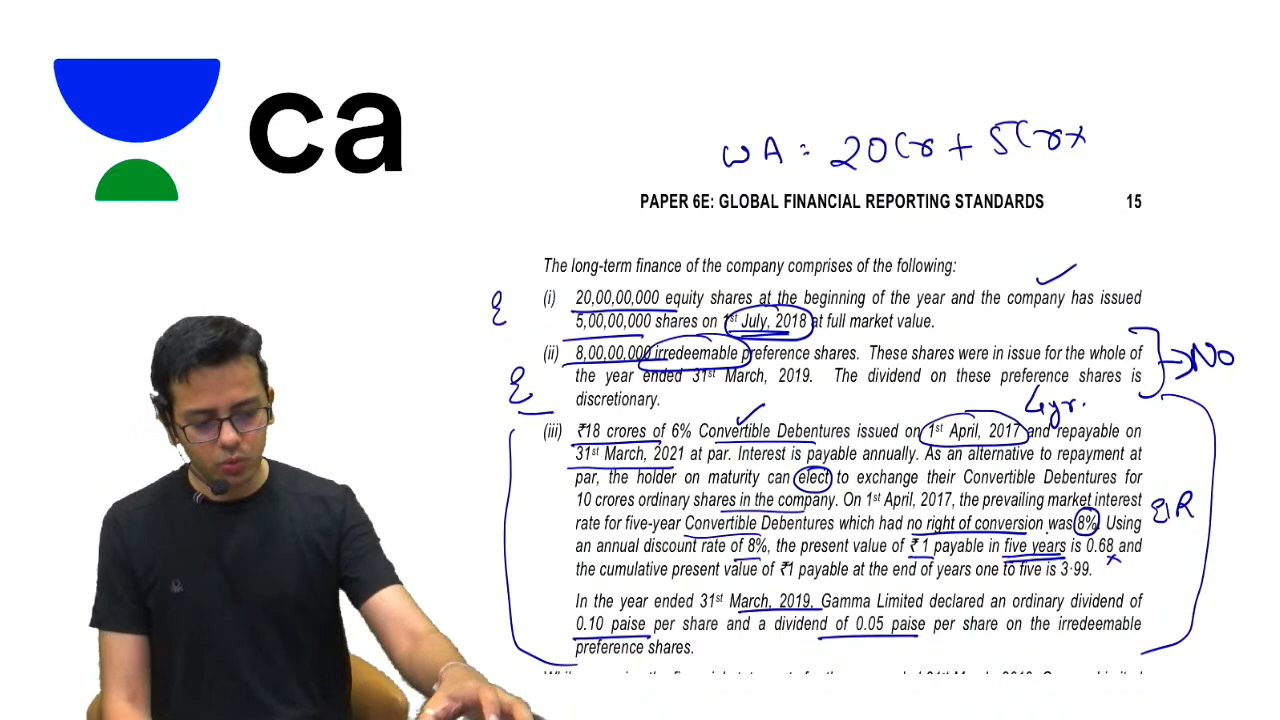 ca
WA = 20Cr + 5Cr x
PAPER 6E: GLOBAL FINANCIAL REPORTING STANDARDS 15
The long-term finance of the company comprises of the following:
(i) 20,00,00,000 equity shares at the beginning of the year and the company has issued
5,00,00,000 shares on 1st July, 2018 at full market value.
E
(ii) 8,00,00,000 irredeemable preference shares. These shares were in issue for the whole of
the year ended 31st March, 2019. The dividend on these preference shares is
discretionary.
→ No
E
4yr.
(iii) ₹18 crores of 6% Convertible Debentures issued on 1st April, 2017 and repayable on
31st March, 2021 at par. Interest is payable annually. As an alternative to repayment at
par, the holder on maturity can elect to exchange their Convertible Debentures for
10 crores ordinary shares in the company. On 1st April, 2017, the prevailing market interest
rate for five-year Convertible Debentures which had no right of conversion was 8%. Using
an annual discount rate of 8%, the present value of ₹ 1 payable in five years is 0.68 and
the cumulative present value of ₹1 payable at the end of years one to five is 3·99.
EIR
In the year ended 31st March, 2019, Gamma Limited declared an ordinary dividend of
0.10 paise per share and a dividend of 0.05 paise per share on the irredeemable
preference shares.